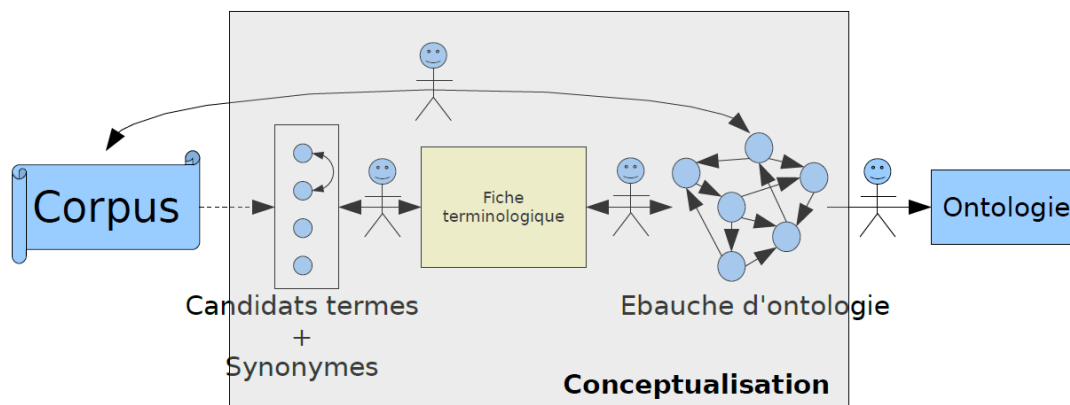 Corpus
Candidats termes
+
Synonymes
Fiche
terminologique
Ebauche d'ontologie
Ontologie
Conceptualisation